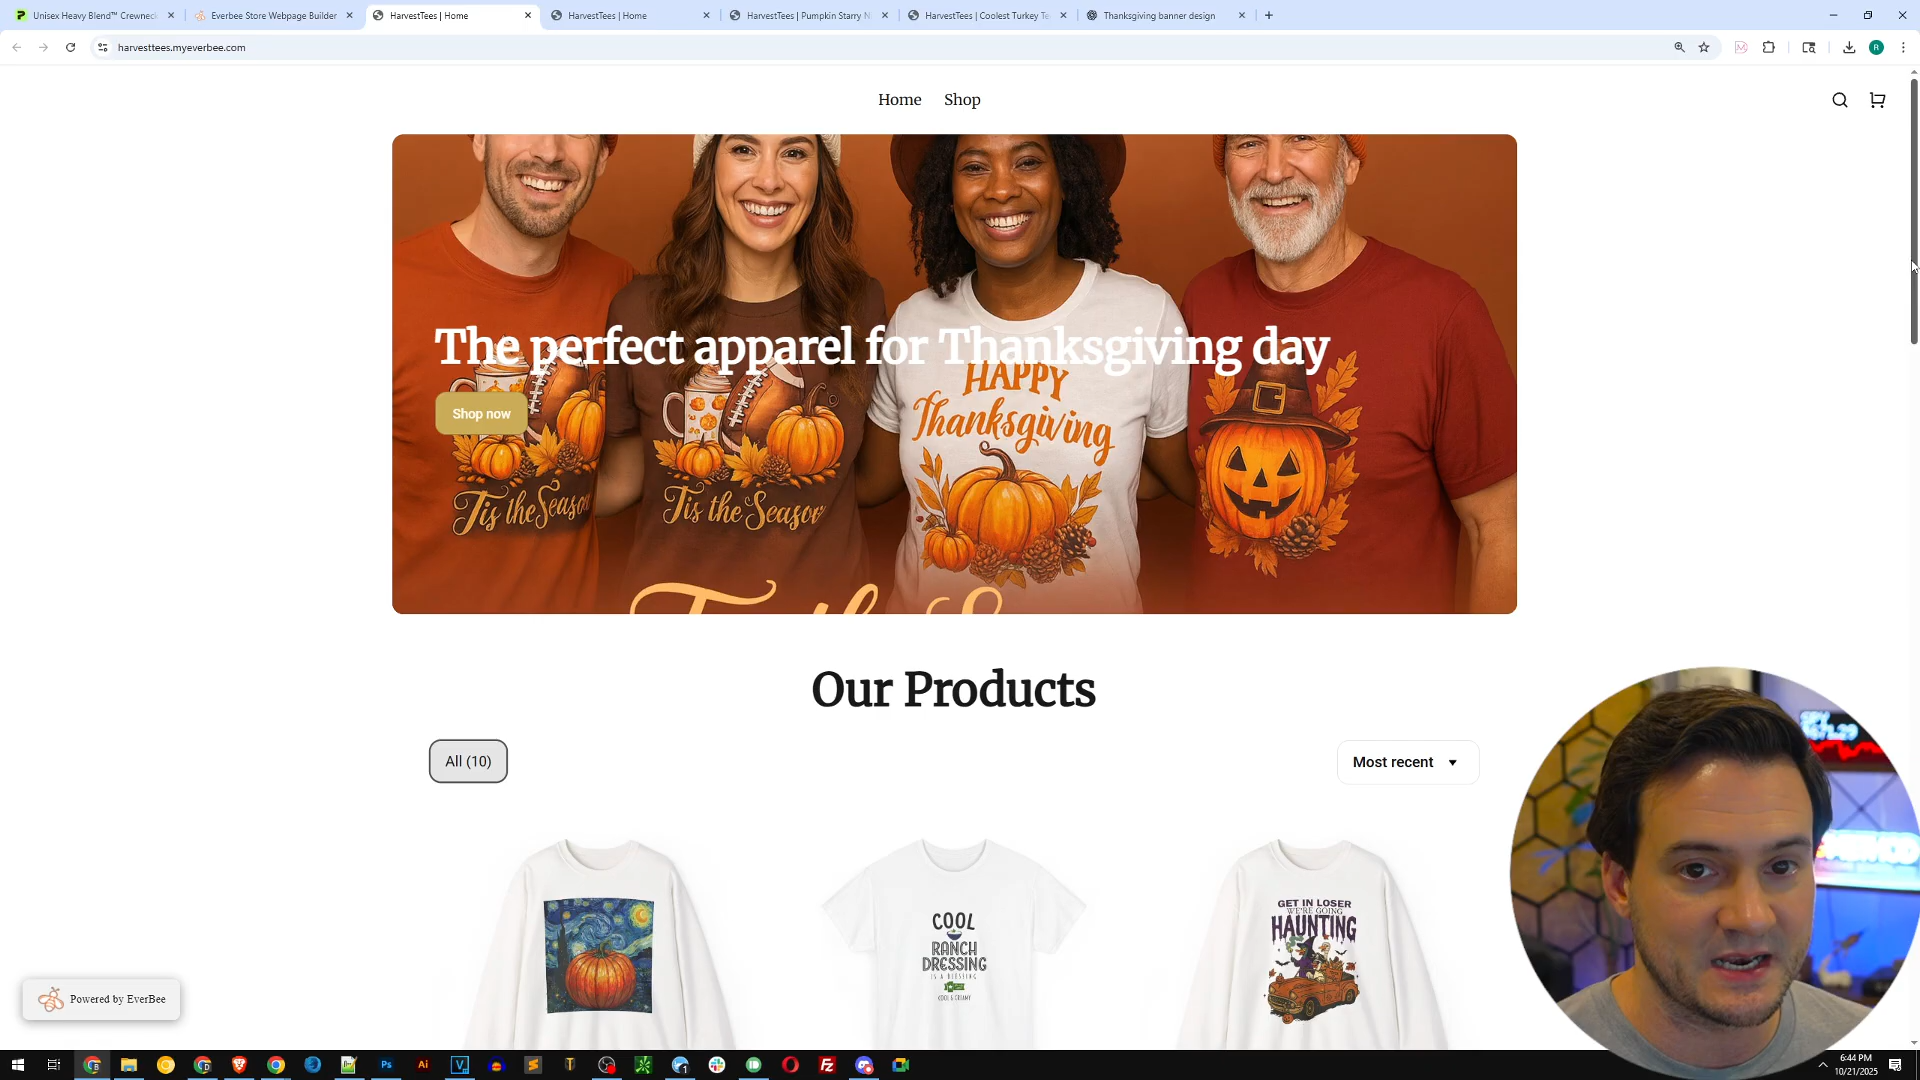 Unisex Heavy Blend™ Crewneck
Everbee Store Webpage Builder
HarvestTees | Home
HarvestTees | Home
HarvestTees | Pumpkin Starry N
HarvestTees | Coolest Turkey Te
Thanksgiving banner design
harvesttees.myeverbee.com
R
Home
Shop
The perfect apparel for Thanksgiving day
Shop now
HAPPY
Thanksgiving
Tis the Season
Tis the Season
Our Products
All (10)
Most recent
COOL
RANCH
DRESSING
IS A BLESSING
COOL & CREAMY
GET IN LOSER
WE'RE GOING
HAUNTING
Powered by EverBee
SPY
Ps
Ai
6:44 PM
10/21/2025